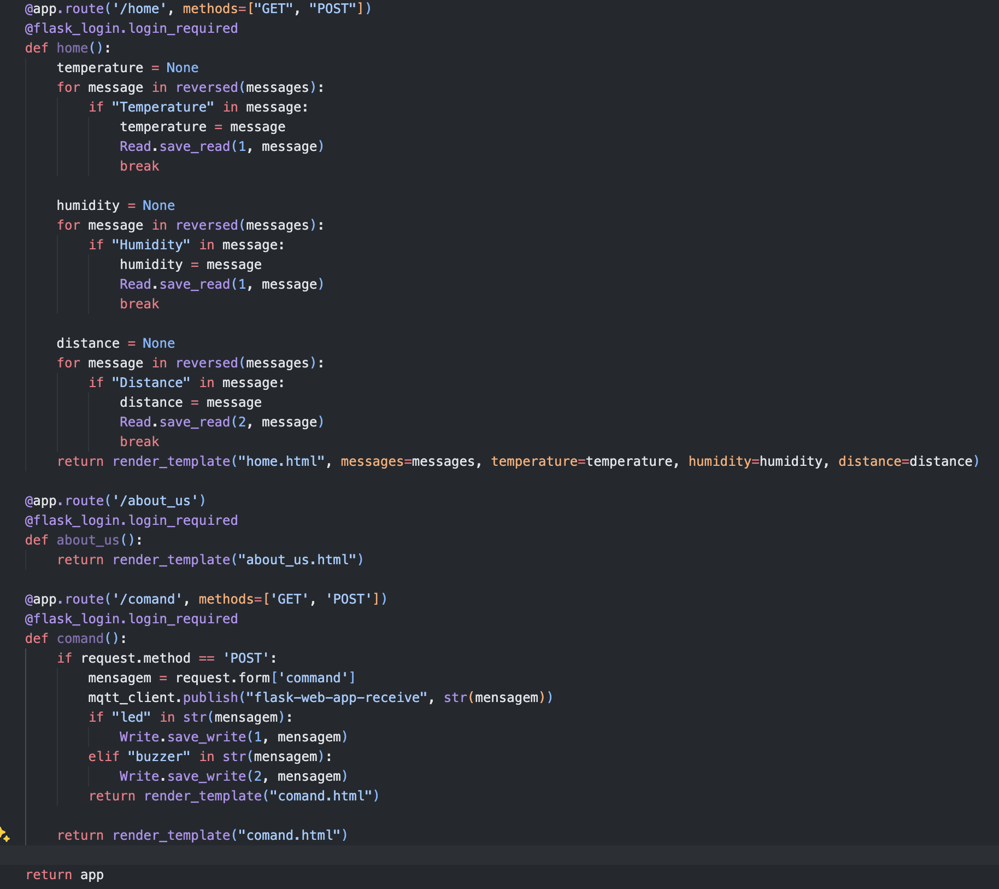 @app.route('/home', methods=["GET", "POST"])
@flask_login.login_required
def home():
    temperature = None
    for message in reversed(messages):
        if "Temperature" in message:
            temperature = message
            Read.save_read(1, message)
            break

    humidity = None
    for message in reversed(messages):
        if "Humidity" in message:
            humidity = message
            Read.save_read(1, message)
            break

    distance = None
    for message in reversed(messages):
        if "Distance" in message:
            distance = message
            Read.save_read(2, message)
            break
    return render_template("home.html", messages=messages, temperature=temperature, humidity=humidity, distance=distance)

@app.route('/about_us')
@flask_login.login_required
def about_us():
    return render_template("about_us.html")

@app.route('/comand', methods=['GET', 'POST'])
@flask_login.login_required
def comand():
    if request.method == 'POST':
        mensagem = request.form['command']
        mqtt_client.publish("flask-web-app-receive", str(mensagem))
        if "led" in str(mensagem):
            Write.save_write(1, mensagem)
        elif "buzzer" in str(mensagem):
            Write.save_write(2, mensagem)
        return render_template("comand.html")

    return render_template("comand.html")

return app